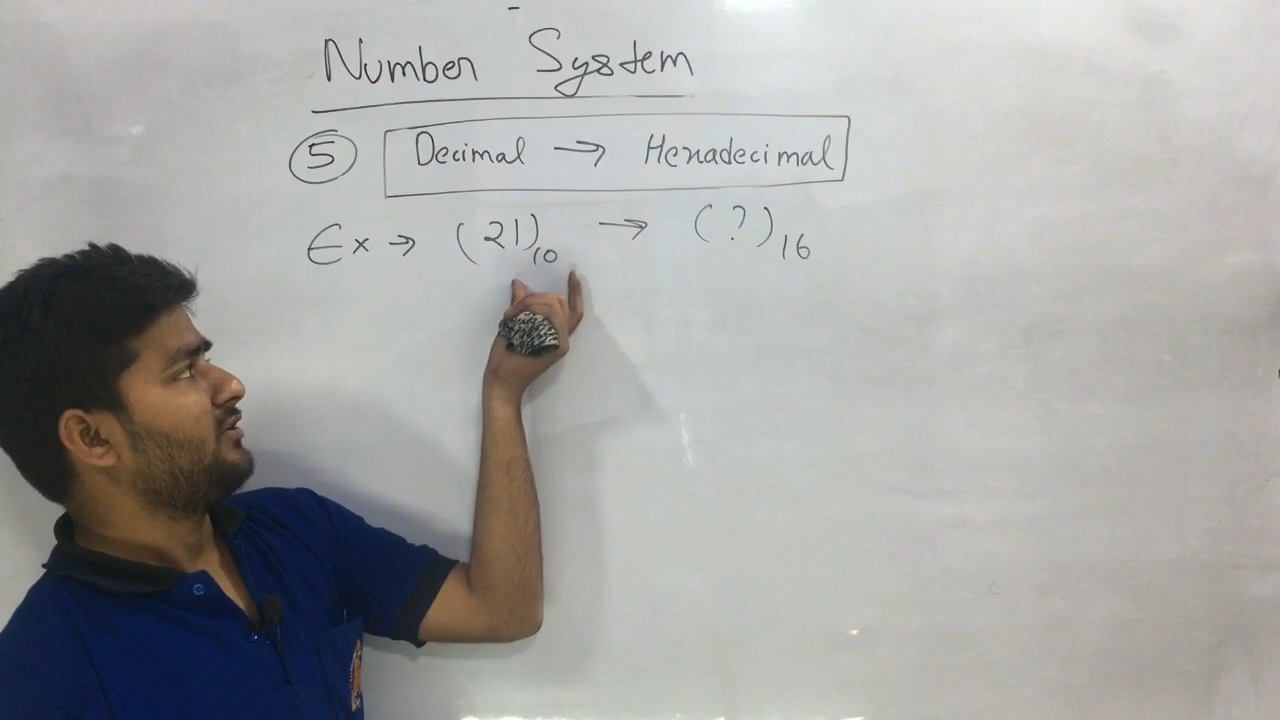 Number System
5 Decimal → Hexadecimal
Ex → (21)10 → (?)16